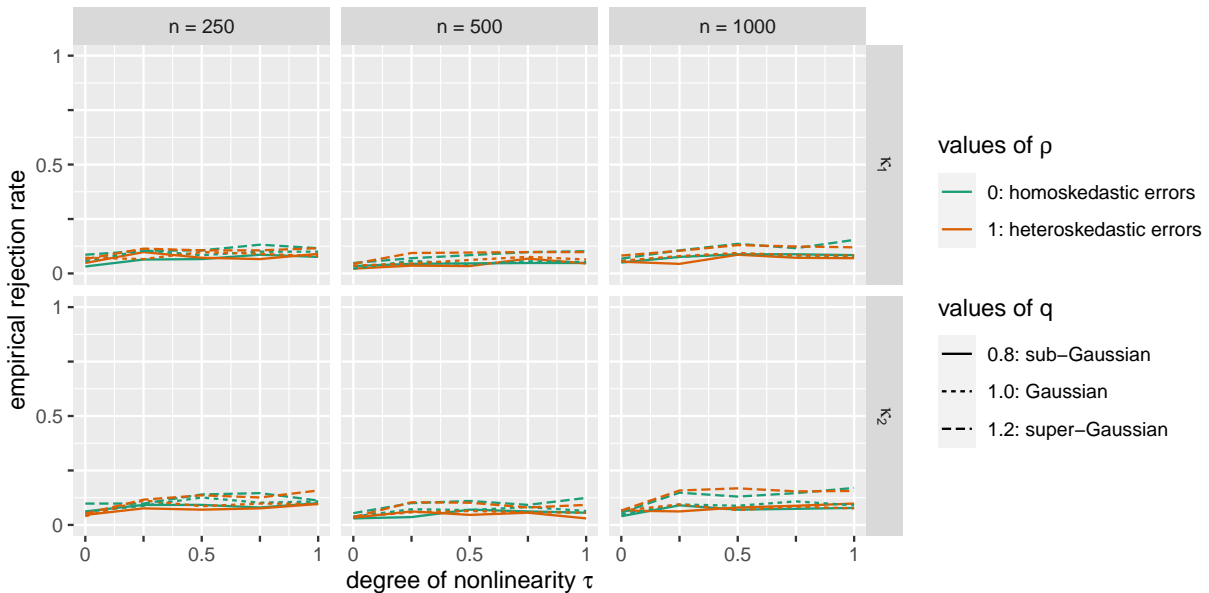 n = 250
n = 500
n = 1000
empirical rejection rate
1
0.5
0
κ1
1
0.5
0
κ2
0
0.5
1
0
0.5
1
0
0.5
1
degree of nonlinearity τ
values of ρ
0: homoskedastic errors
1: heteroskedastic errors
values of q
0.8: sub−Gaussian
1.0: Gaussian
1.2: super−Gaussian